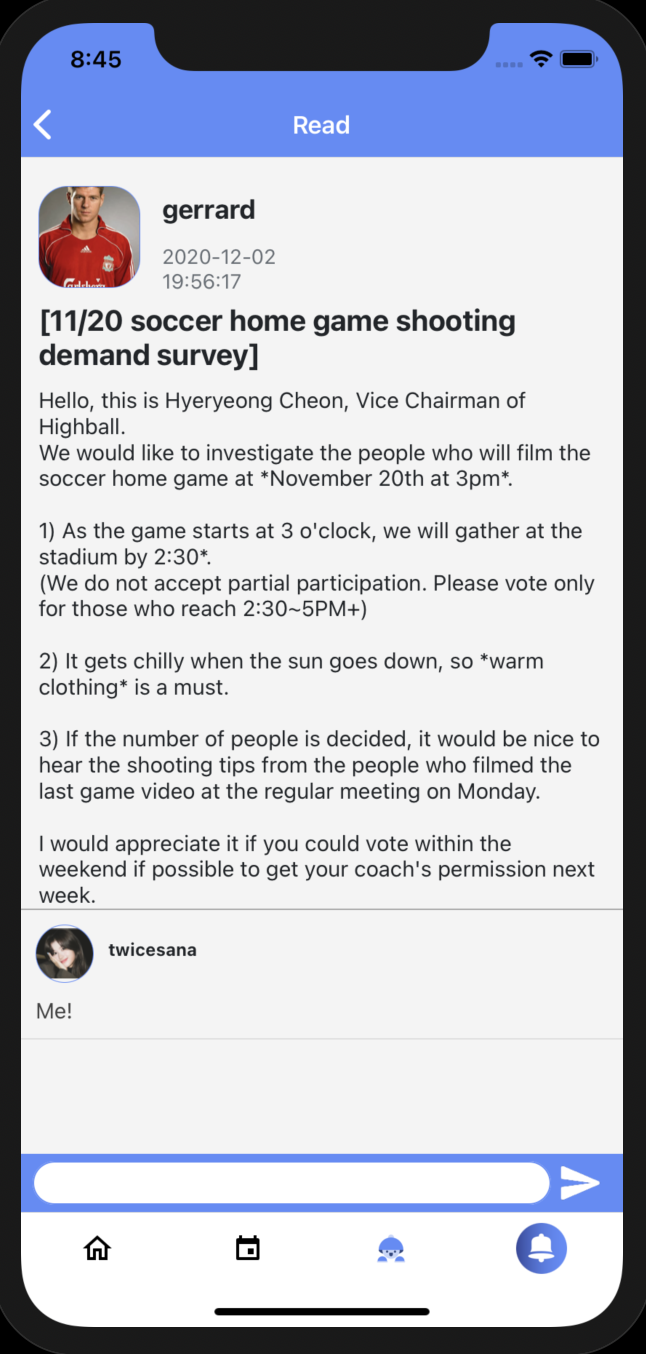 8:45
Read
gerrard
2020-12-02
19:56:17
[11/20 soccer home game shooting
demand survey]
Hello, this is Hyeryeong Cheon, Vice Chairman of
Highball.
We would like to investigate the people who will film the
soccer home game at *November 20th at 3pm*.
1) As the game starts at 3 o'clock, we will gather at the
stadium by 2:30*.
(We do not accept partial participation. Please vote only
for those who reach 2:30~5PM+)
2) It gets chilly when the sun goes down, so *warm
clothing* is a must.
3) If the number of people is decided, it would be nice to
hear the shooting tips from the people who filmed the
last game video at the regular meeting on Monday.
I would appreciate it if you could vote within the
weekend if possible to get your coach's permission next
week.
twicesana
Me!